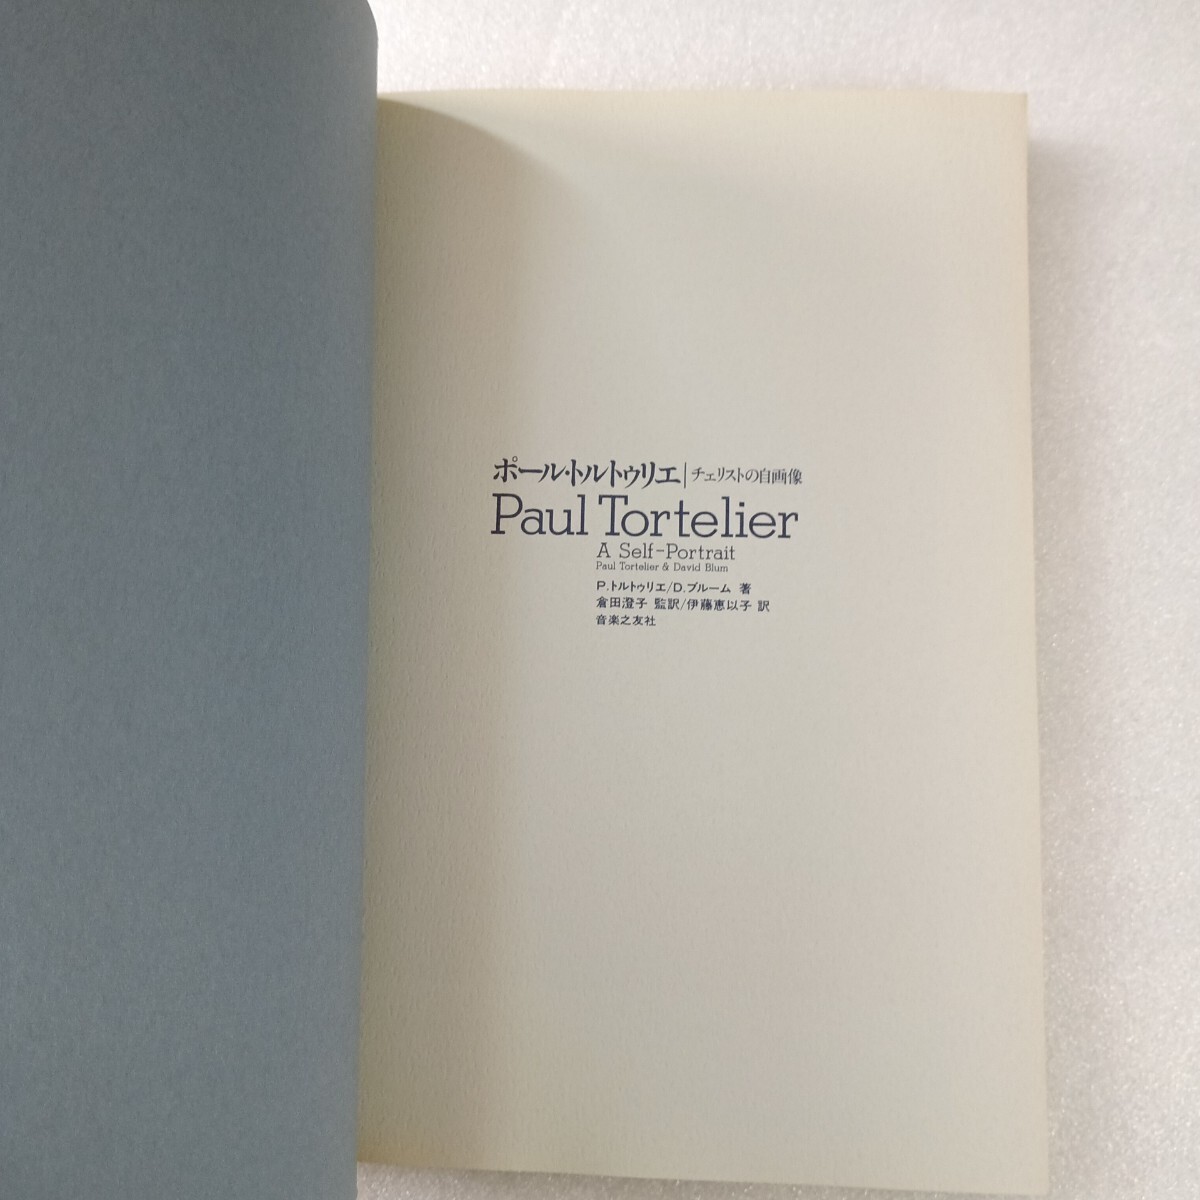 ポール・トルトゥリエ|チェリストの自画像
Paul Tortelier
A Self-Portrait
Paul Tortelier & David Blum
P.トルトゥリエ/D.ブルーム 著
倉田澄子 監訳/伊藤恵以子 訳
音楽之友社